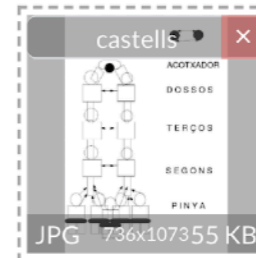 castells
×
ACOTXADOR
DOSSOS
TERÇOS
SEGONS
PINYA
JPG 736x1073 55 KB